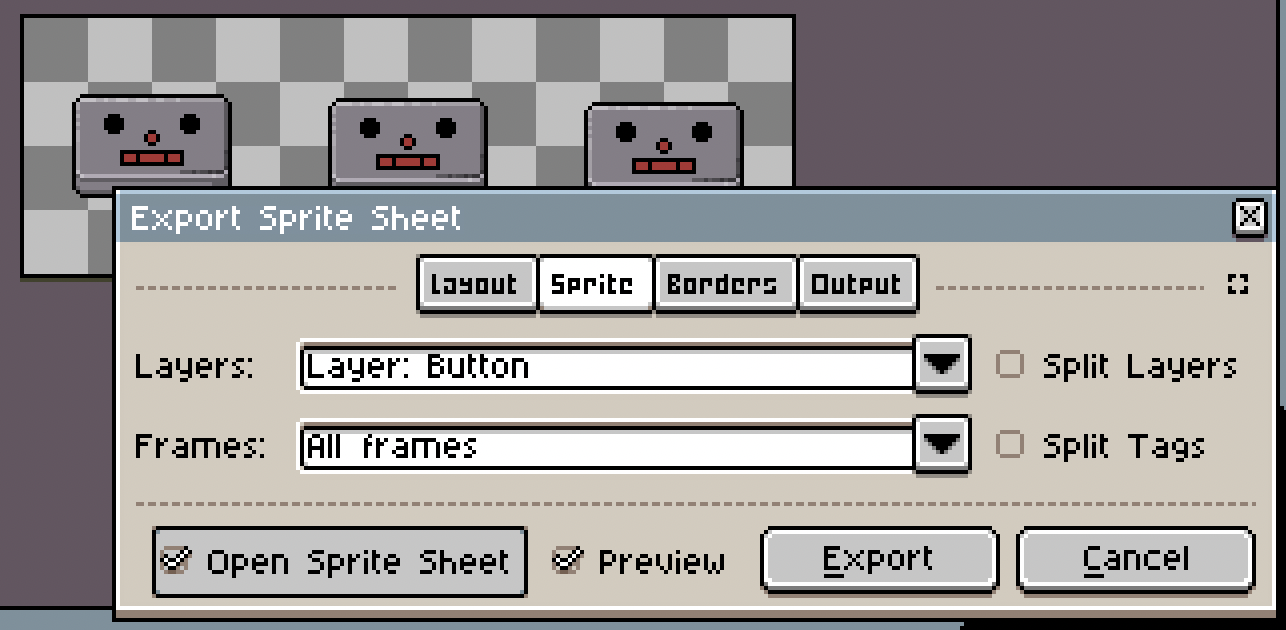 Export Sprite Sheet
Layout Sprite Borders Output
Layers: Layer: Button Split Layers
Frames: All frames Split Tags
Open Sprite Sheet Preview Export Cancel